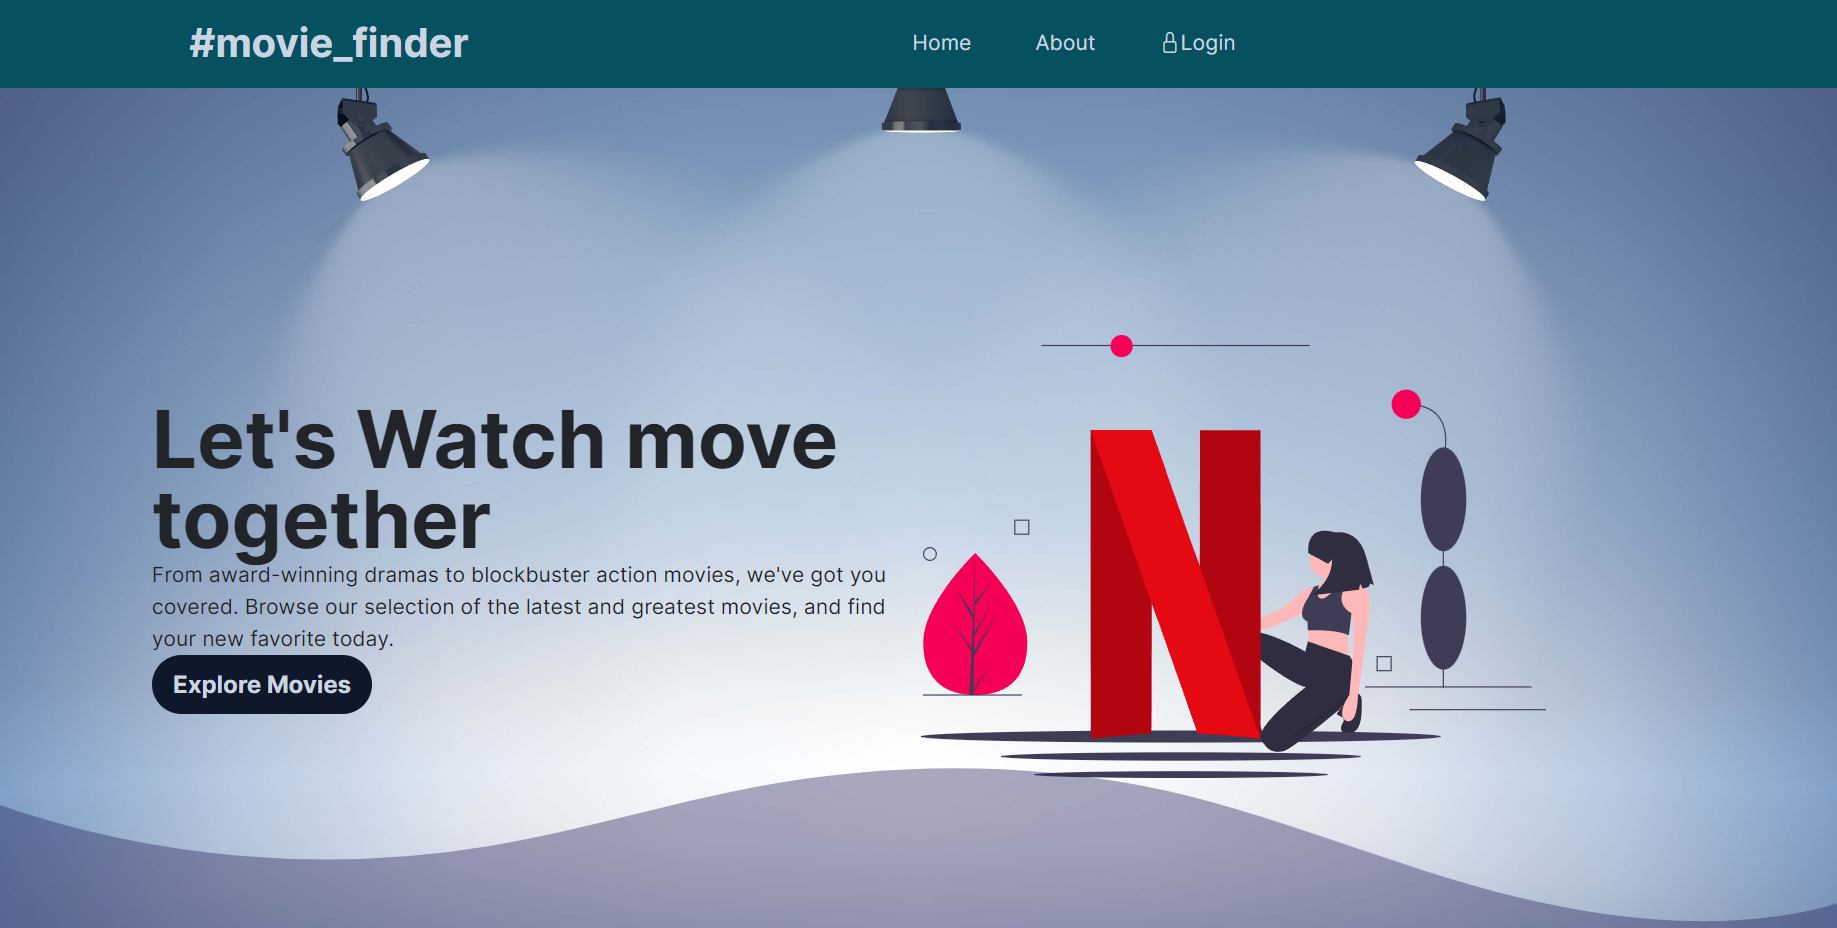 #movie_finder
Home About Login
Let's Watch move
together
From award-winning dramas to blockbuster action movies, we've got you
covered. Browse our selection of the latest and greatest movies, and find
your new favorite today.
Explore Movies
N